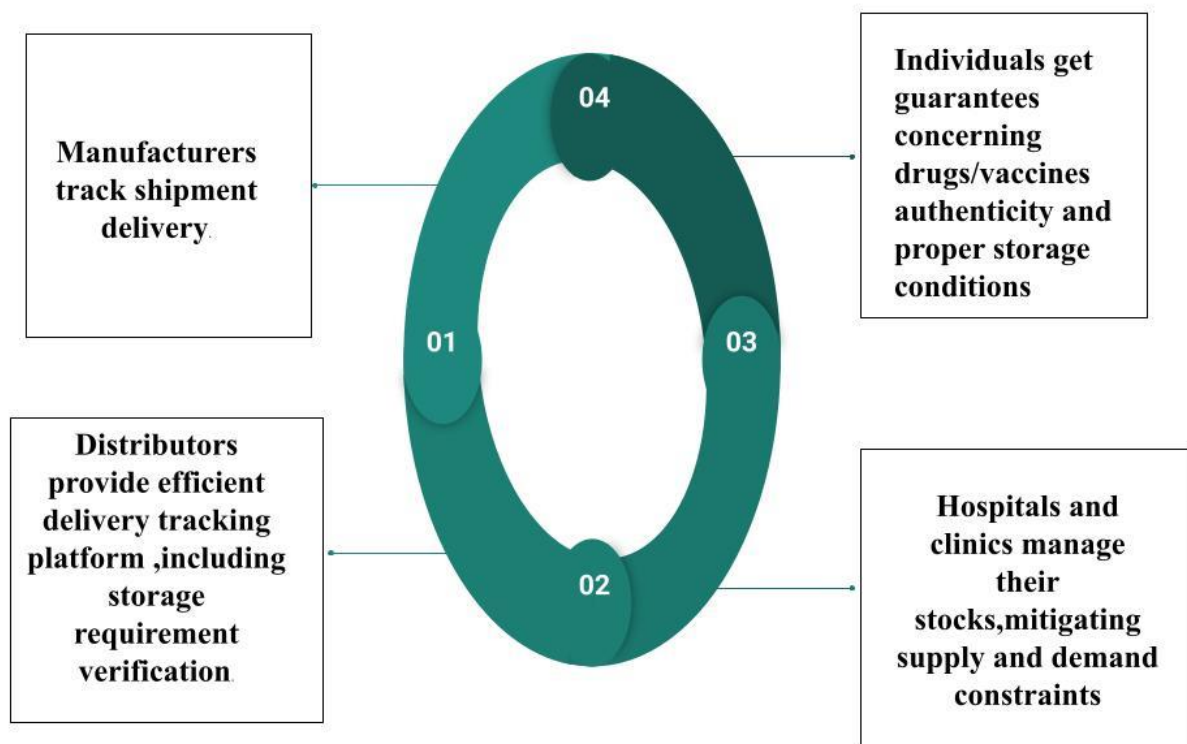 Manufacturers
track shipment
delivery.
01
Distributors
provide efficient
delivery tracking
platform ,including
storage
requirement
verification.
02
03
Hospitals and
clinics manage
their
stocks,mitigating
supply and demand
constraints
04
Individuals get
guarantees
concerning
drugs/vaccines
authenticity and
proper storage
conditions